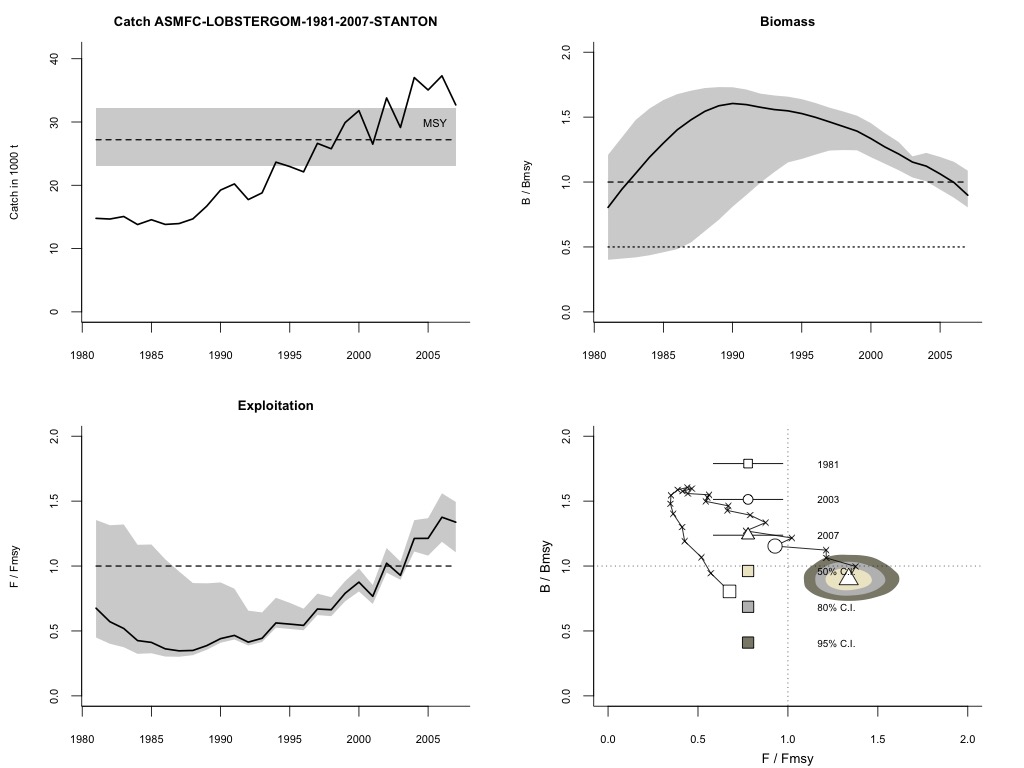 Catch ASMFC-LOBSTERGOM-1981-2007-STANTON
Catch in 1000 t
40
30
20
10
0
MSY
1980 1985 1990 1995 2000 2005
Biomass
B / Bmsy
2.0
1.5
1.0
0.5
0.0
1980 1985 1990 1995 2000 2005
Exploitation
F / Fmsy
2.0
1.5
1.0
0.5
0.0
1980 1985 1990 1995 2000 2005
B / Bmsy
2.0
1.5
1.0
0.5
0.0
1981
2003
2007
50% C.I.
80% C.I.
95% C.I.
0.0 0.5 1.0 1.5 2.0
F / Fmsy